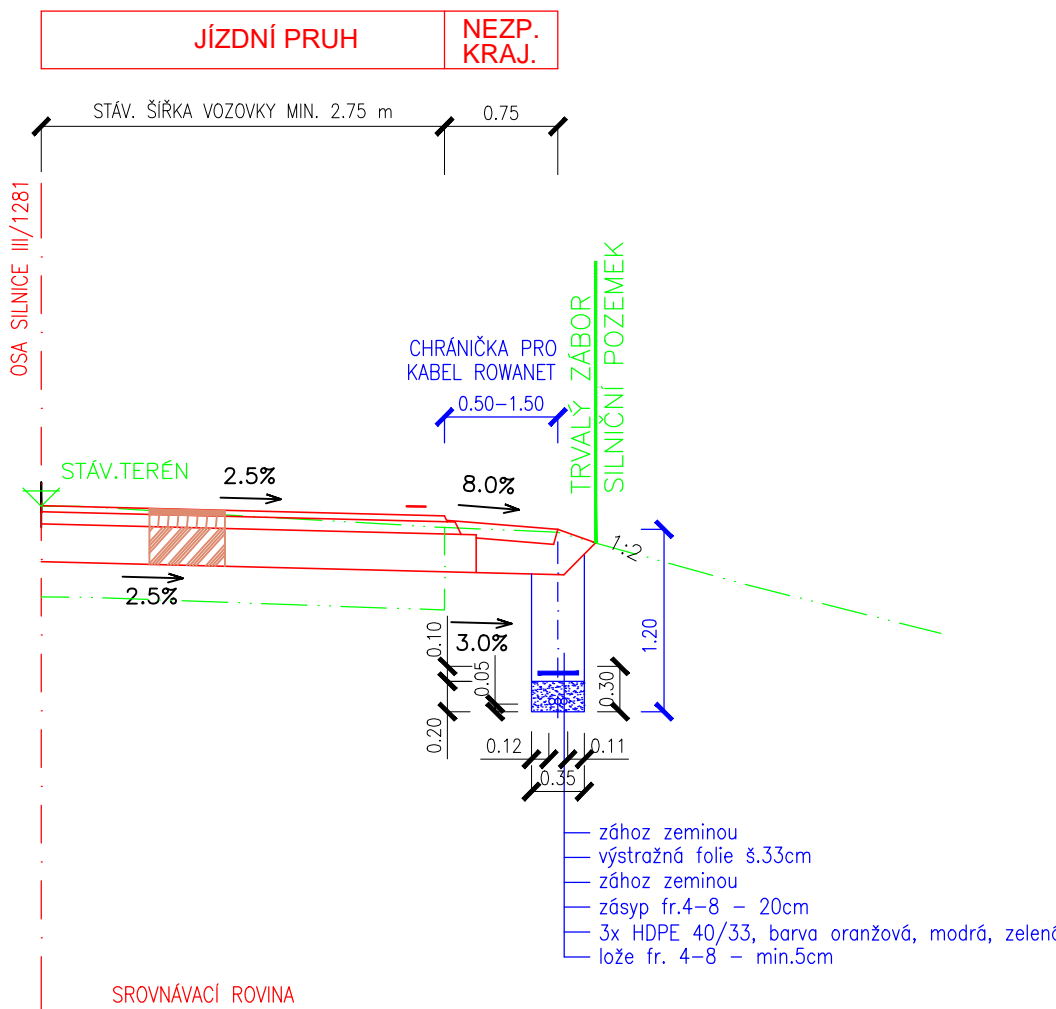 JÍZDNÍ PRUH
NEZP.
KRAJ.
STÁV. ŠÍŘKA VOZOVKY MIN. 2.75 m
0.75
OSA SILNICE III/1281
CHRÁNIČKA PRO
KABEL ROWANET
0.50-1.50
TRVALÝ ZÁBOR
SILNIČNÍ POZEMEK
STÁV.TERÉN
2.5%
8.0%
1:2
2.5%
3.0%
0.10
0.05
0.20
0.30
1.20
0.12
0.11
0.35
zához zeminou
výstražná folie š.33cm
zához zeminou
zásyp fr.4-8 - 20cm
3x HDPE 40/33, barva oranžová, modrá, zelená
lože fr. 4-8 - min.5cm
SROVNÁVACÍ ROVINA